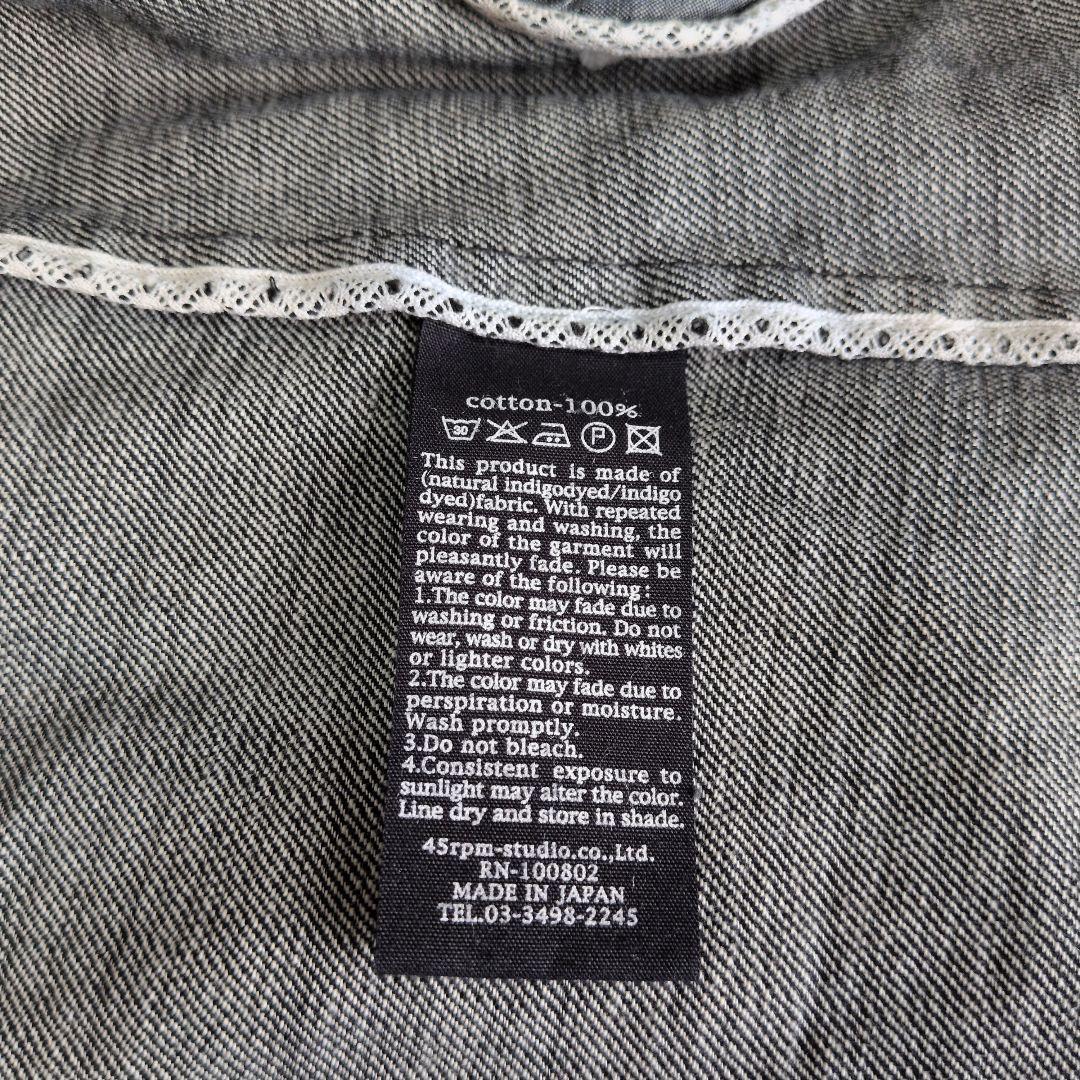 cotton-100%
30 P
This product is made of
(natural indigodyed/indigo
dyed)fabric. With repeated
wearing and washing, the
color of the garment will
pleasantly fade. Please be
aware of the following:
1.The color may fade due to
washing or friction. Do not
wear, wash or dry with whites
or lighter colors.
2.The color may fade due to
perspiration or moisture.
Wash promptly.
3.Do not bleach.
4.Consistent exposure to
sunlight may alter the color.
Line dry and store in shade.
45rpm-studio.co.,Ltd.
RN-100802
MADE IN JAPAN
TEL.03-3498-2245